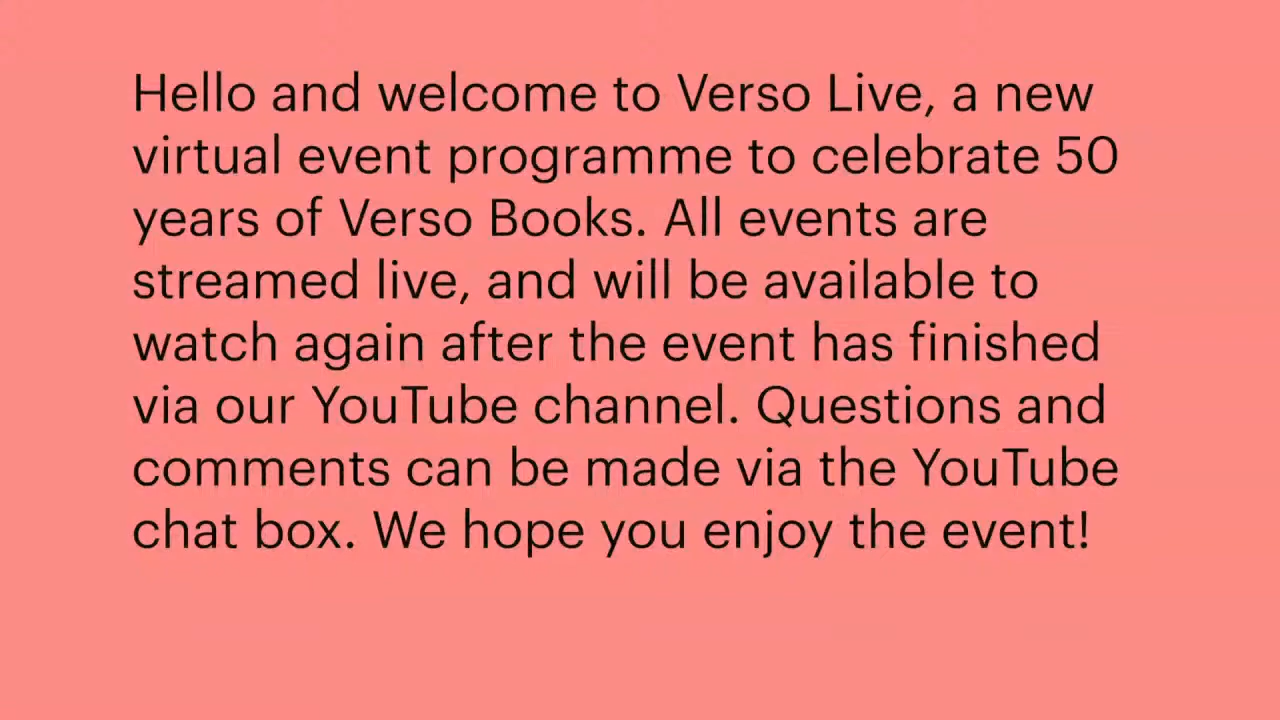 Hello and welcome to Verso Live, a new
virtual event programme to celebrate 50
years of Verso Books. All events are
streamed live, and will be available to
watch again after the event has finished
via our YouTube channel. Questions and
comments can be made via the YouTube
chat box. We hope you enjoy the event!